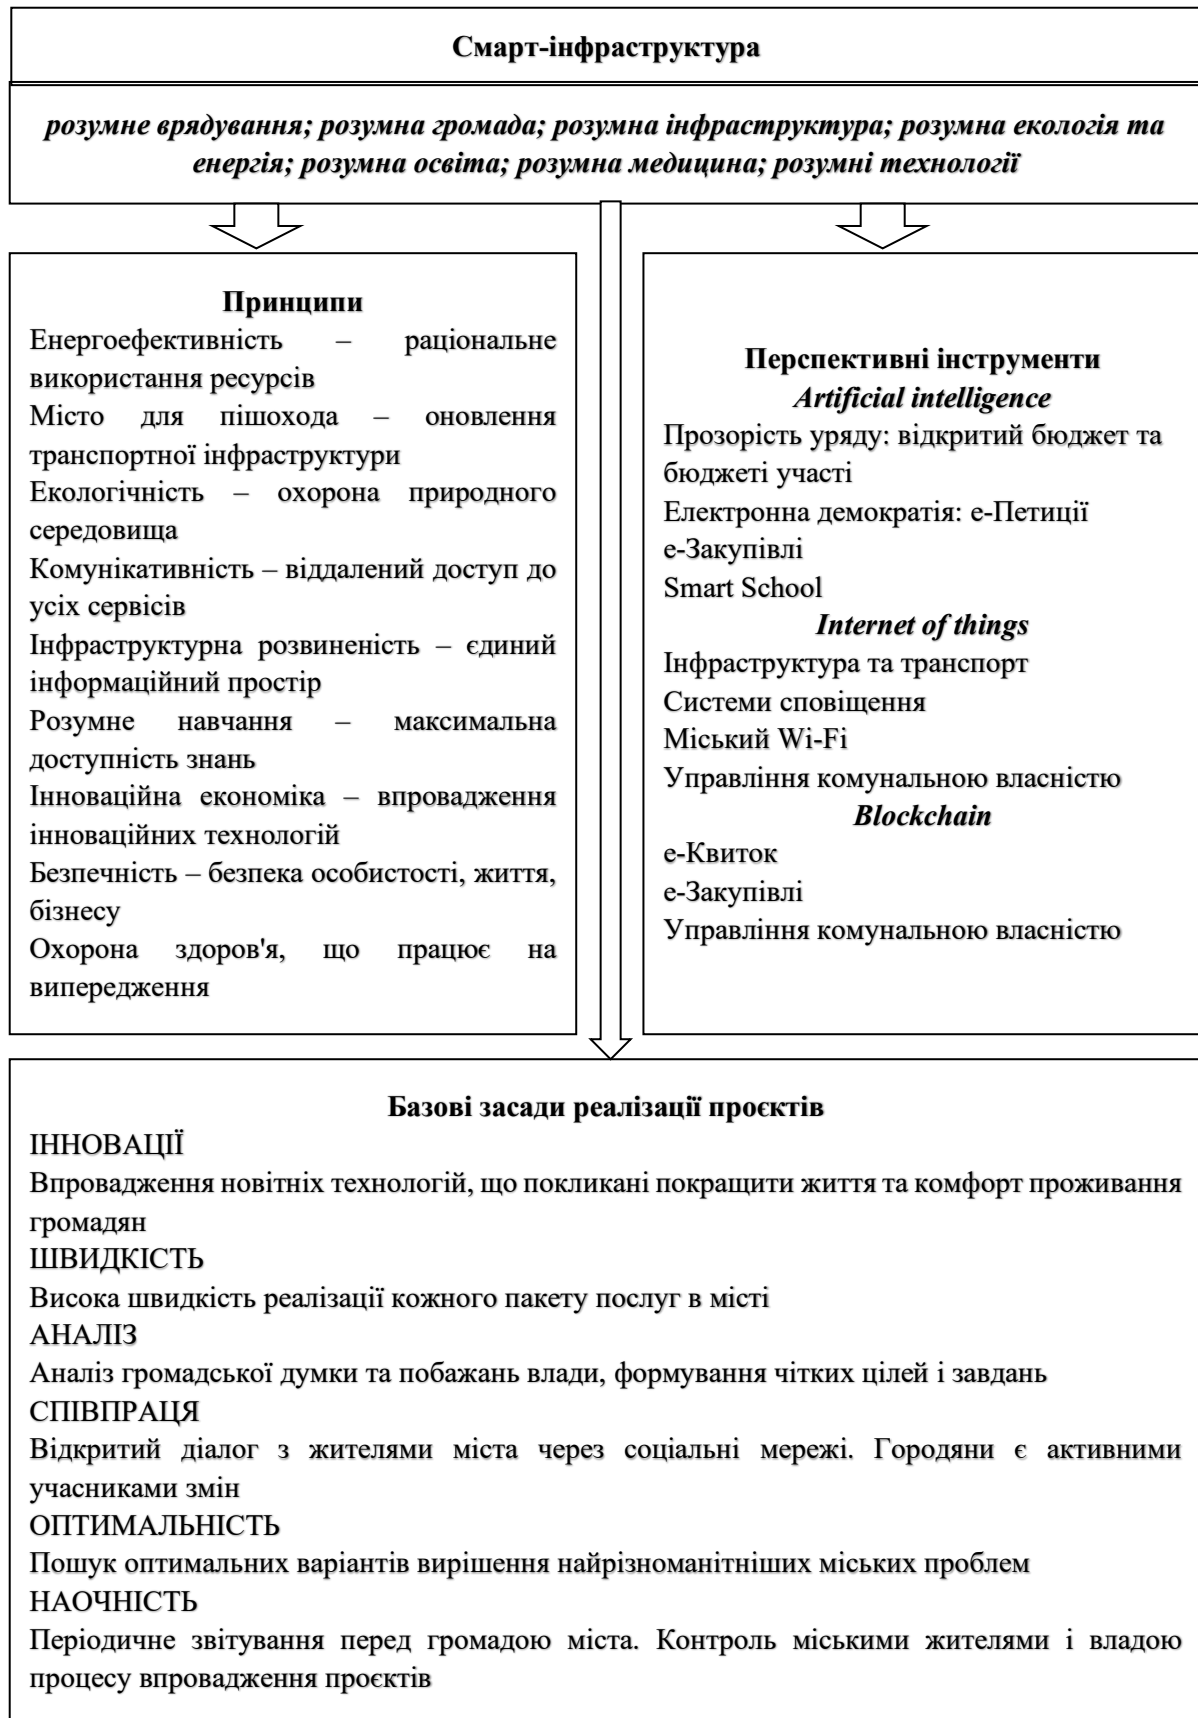 Смарт-інфраструктура
розумне врядування; розумна громада; розумна інфраструктура; розумна екологія та
енергія; розумна освіта; розумна медицина; розумні технології
Принципи
Енергоефективність – раціональне
використання ресурсів
Місто для пішохода – оновлення
транспортної інфраструктури
Екологічність – охорона природного
середовища
Комунікативність – віддалений доступ до
усіх сервісів
Інфраструктурна розвиненість – єдиний
інформаційний простір
Розумне навчання – максимальна
доступність знань
Інноваційна економіка – впровадження
інноваційних технологій
Безпечність – безпека особистості, життя,
бізнесу
Охорона здоров'я, що працює на
випередження
Перспективні інструменти
Artificial intelligence
Прозорість уряду: відкритий бюджет та
бюджеті участі
Електронна демократія: е-Петиції
е-Закупівлі
Smart School
Internet of things
Інфраструктура та транспорт
Системи сповіщення
Міський Wi-Fi
Управління комунальною власністю
Blockchain
е-Квиток
е-Закупівлі
Управління комунальною власністю
Базові засади реалізації проєктів
ІННОВАЦІЇ
Впровадження новітніх технологій, що покликані покращити життя та комфорт проживання
громадян
ШВИДКІСТЬ
Висока швидкість реалізації кожного пакету послуг в місті
АНАЛІЗ
Аналіз громадської думки та побажань влади, формування чітких цілей і завдань
СПІВПРАЦЯ
Відкритий діалог з жителями міста через соціальні мережі. Городяни є активними
учасниками змін
ОПТИМАЛЬНІСТЬ
Пошук оптимальних варіантів вирішення найрізноманітніших міських проблем
НАОЧНІСТЬ
Періодичне звітування перед громадою міста. Контроль міськими жителями і владою
процесу впровадження проєктів